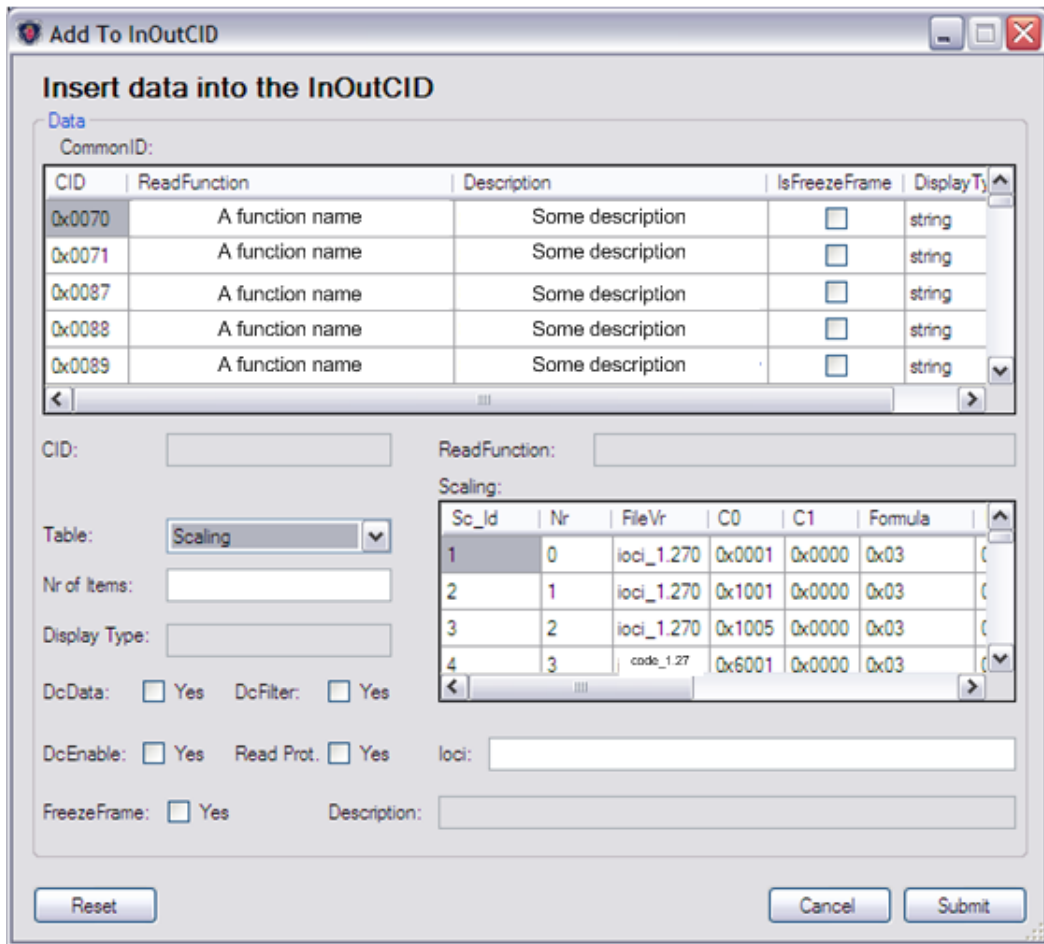 Add To InOutCID
Insert data into the InOutCID
Data
CommonID:
CID ReadFunction Description IsFreezeFrame DisplayTy
0x0070 A function name Some description string
0x0071 A function name Some description string
0x0087 A function name Some description string
0x0088 A function name Some description string
0x0089 A function name Some description string
CID: ReadFunction:
Scaling:
Sc_Id Nr FileVr C0 C1 Formula
1 0 ioci_1.270 0x0001 0x0000 0x03
2 1 ioci_1.270 0x1001 0x0000 0x03
3 2 ioci_1.270 0x1005 0x0000 0x03
4 3 code_1.27 0x6001 0x0000 0x03
Table: Scaling
Nr of Items:
Display Type:
DcData: Yes DcFilter: Yes
DcEnable: Yes Read Prot. Yes Ioci:
FreezeFrame: Yes Description:
Reset Cancel Submit